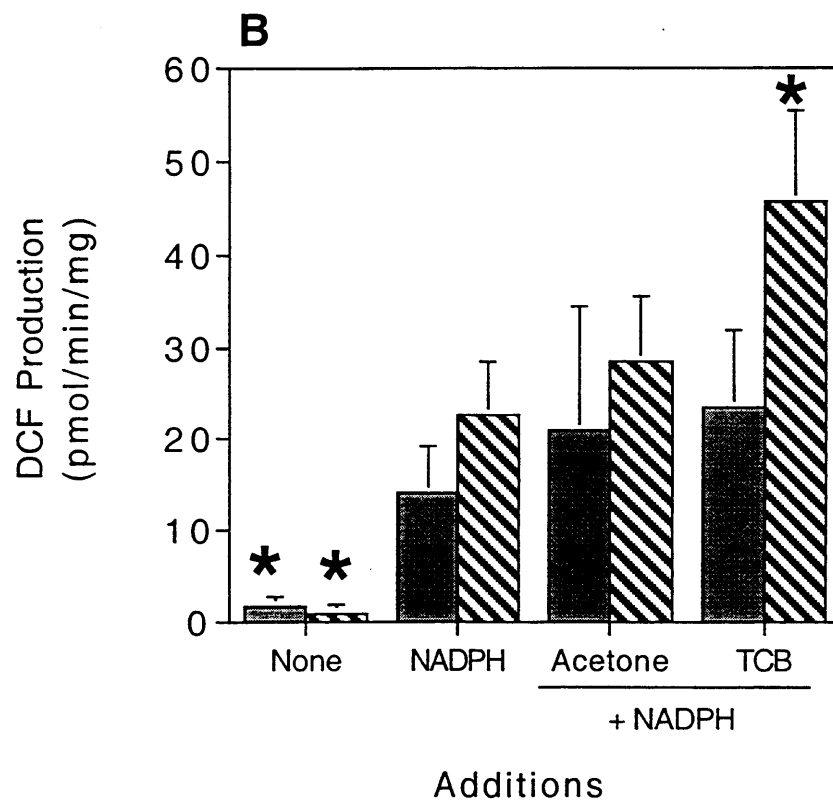 B
60
50
40
30
20
10
0
DCF Production
(pmol/min/mg)
*
*
*
None NADPH Acetone TCB
+ NADPH
Additions